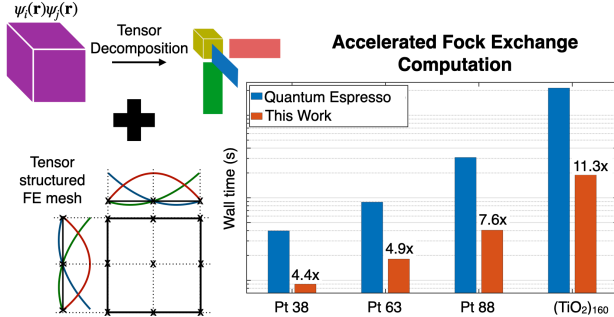 ψᵢ(𝐫)ψⱼ(𝐫)
Tensor
Decomposition
Tensor
structured
FE mesh
Accelerated Fock Exchange
Computation
Quantum Espresso
This Work
Wall time (s)
4.4x
4.9x
7.6x
11.3x
Pt 38
Pt 63
Pt 88
(TiO₂)₁₆₀